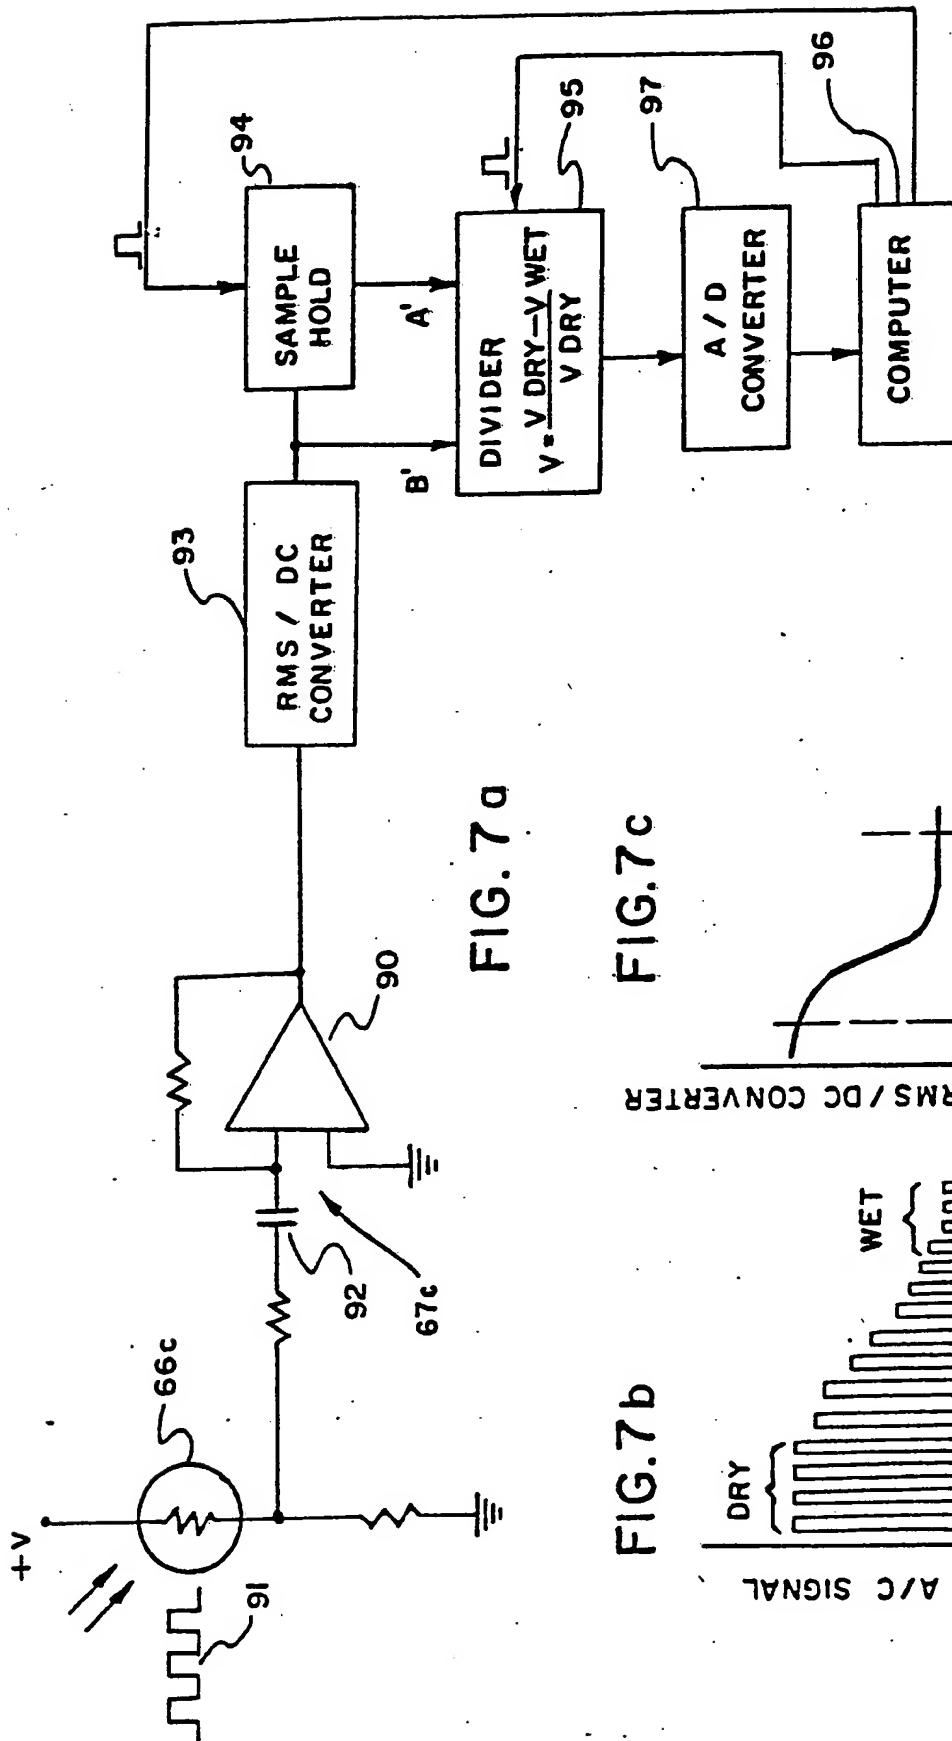 +V
66c
91
92
67c
90
93
RMS / DC
CONVERTER
94
SAMPLE
HOLD
B'
A'
DIVIDER
V = V DRY – V WET
V DRY
95
A / D
CONVERTER
97
COMPUTER
96
FIG. 7a
FIG. 7b
A/C SIGNAL
DRY
WET
FIG. 7c
RMS / DC CONVERTER